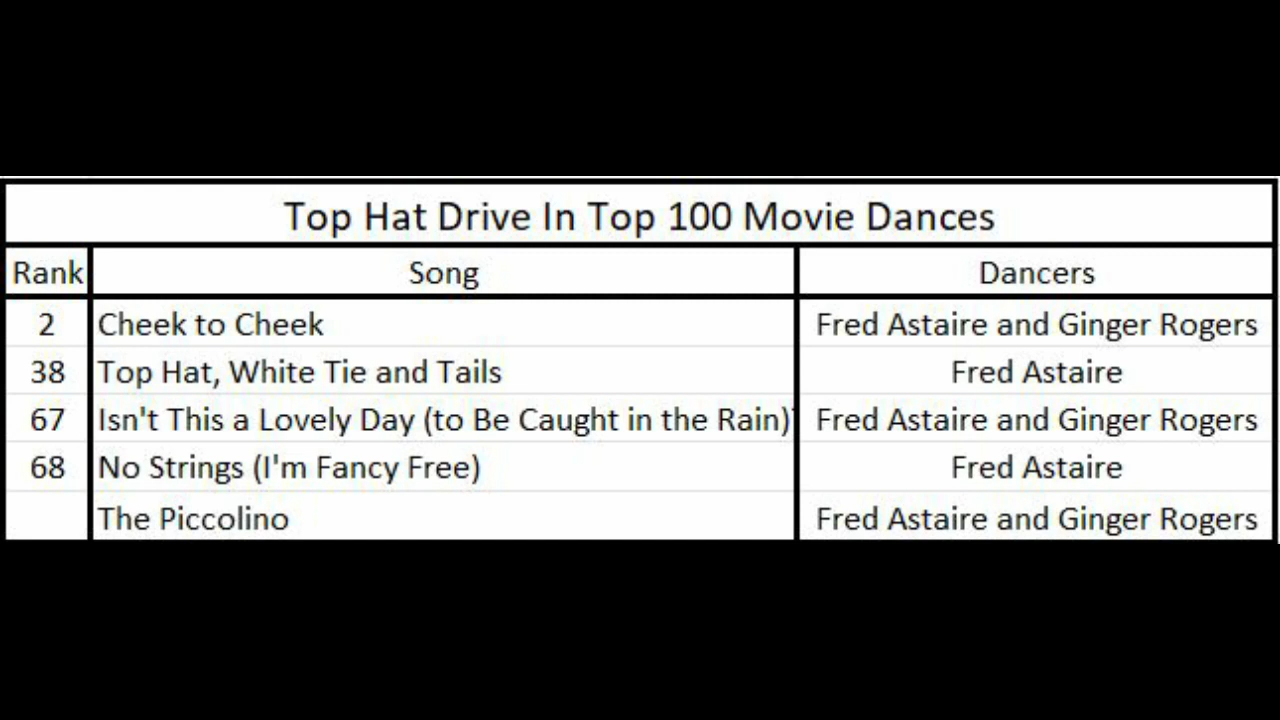 Top Hat Drive In Top 100 Movie Dances
Rank Song Dancers
2 Cheek to Cheek Fred Astaire and Ginger Rogers
38 Top Hat, White Tie and Tails Fred Astaire
67 Isn't This a Lovely Day (to Be Caught in the Rain) Fred Astaire and Ginger Rogers
68 No Strings (I'm Fancy Free) Fred Astaire
The Piccolino Fred Astaire and Ginger Rogers